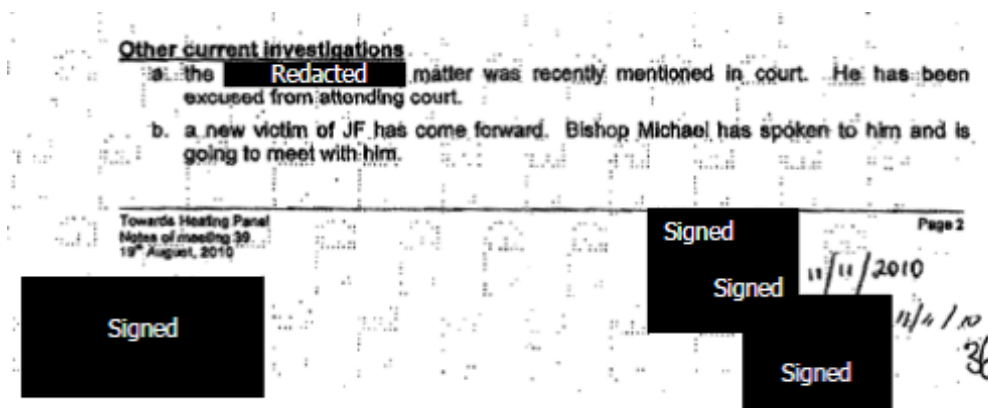 Other current investigations
a. the Redacted matter was recently mentioned in court. He has been
excused from attending court.
b. a new victim of JF has come forward. Bishop Michael has spoken to him and is
going to meet with him.
Towards Healing Panel
Page 2
Notes of meeting 39
19th August, 2010
Signed
11/11/2010
Signed
11/11/10
Signed
Signed